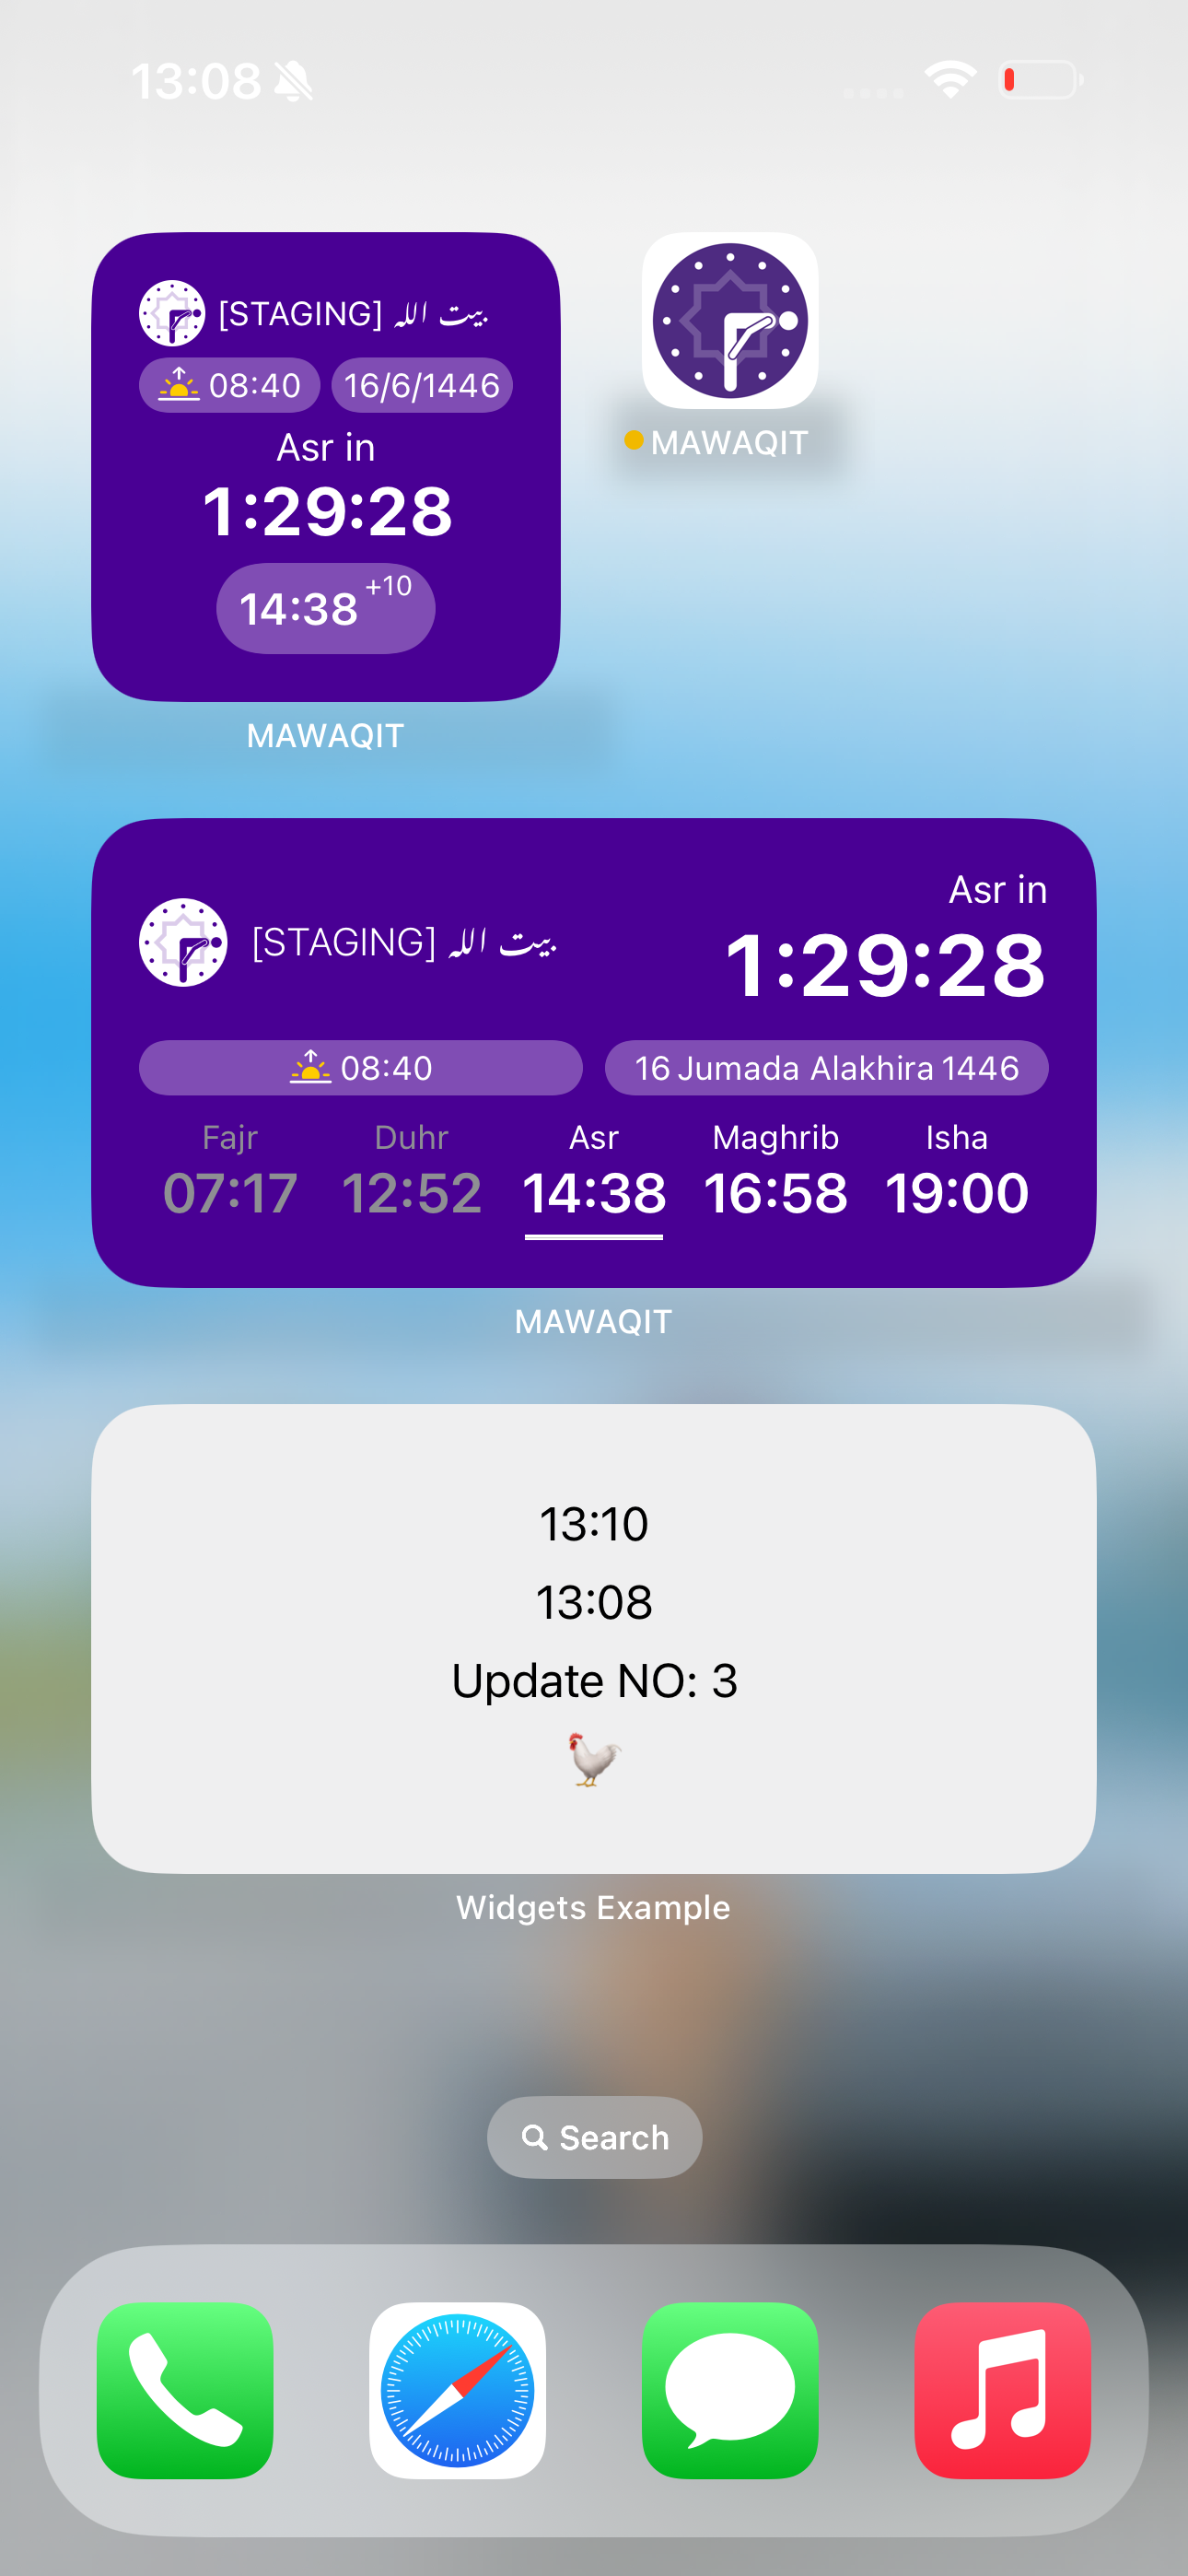 13:08
[STAGING] بيت الله
08:40
16/6/1446
Asr in
1:29:28
14:38 +10
MAWAQIT
MAWAQIT
[STAGING] بيت الله
Asr in
1:29:28
08:40
16 Jumada Alakhira 1446
Fajr Duhr Asr Maghrib Isha
07:17 12:52 14:38 16:58 19:00
MAWAQIT
13:10
13:08
Update NO: 3
Widgets Example
Search